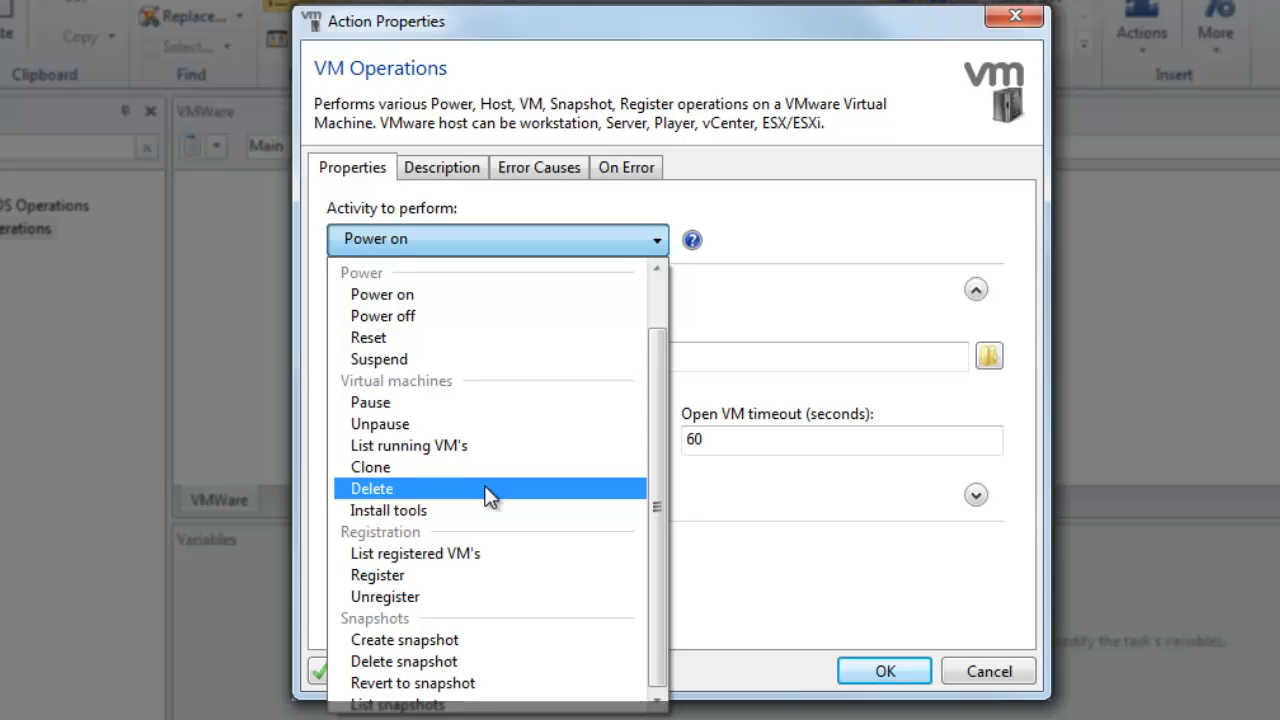 Action Properties
Replace...
Copy
Select...
Clipboard
Find
Actions
More
Insert
VM Operations
vm
Performs various Power, Host, VM, Snapshot, Register operations on a VMware Virtual
Machine. VMware host can be workstation, Server, Player, vCenter, ESX/ESXi.
VMWare
Main
Properties
Description
Error Causes
On Error
OS Operations
Activity to perform:
Power on
Power
Power on
Power off
Reset
Suspend
Virtual machines
Pause
Unpause
List running VM's
Clone
Delete
Install tools
Registration
List registered VM's
Register
Unregister
Snapshots
Create snapshot
Delete snapshot
Revert to snapshot
List snapshots
Open VM timeout (seconds):
60
VMWare
Variables
the task's variables.
OK
Cancel